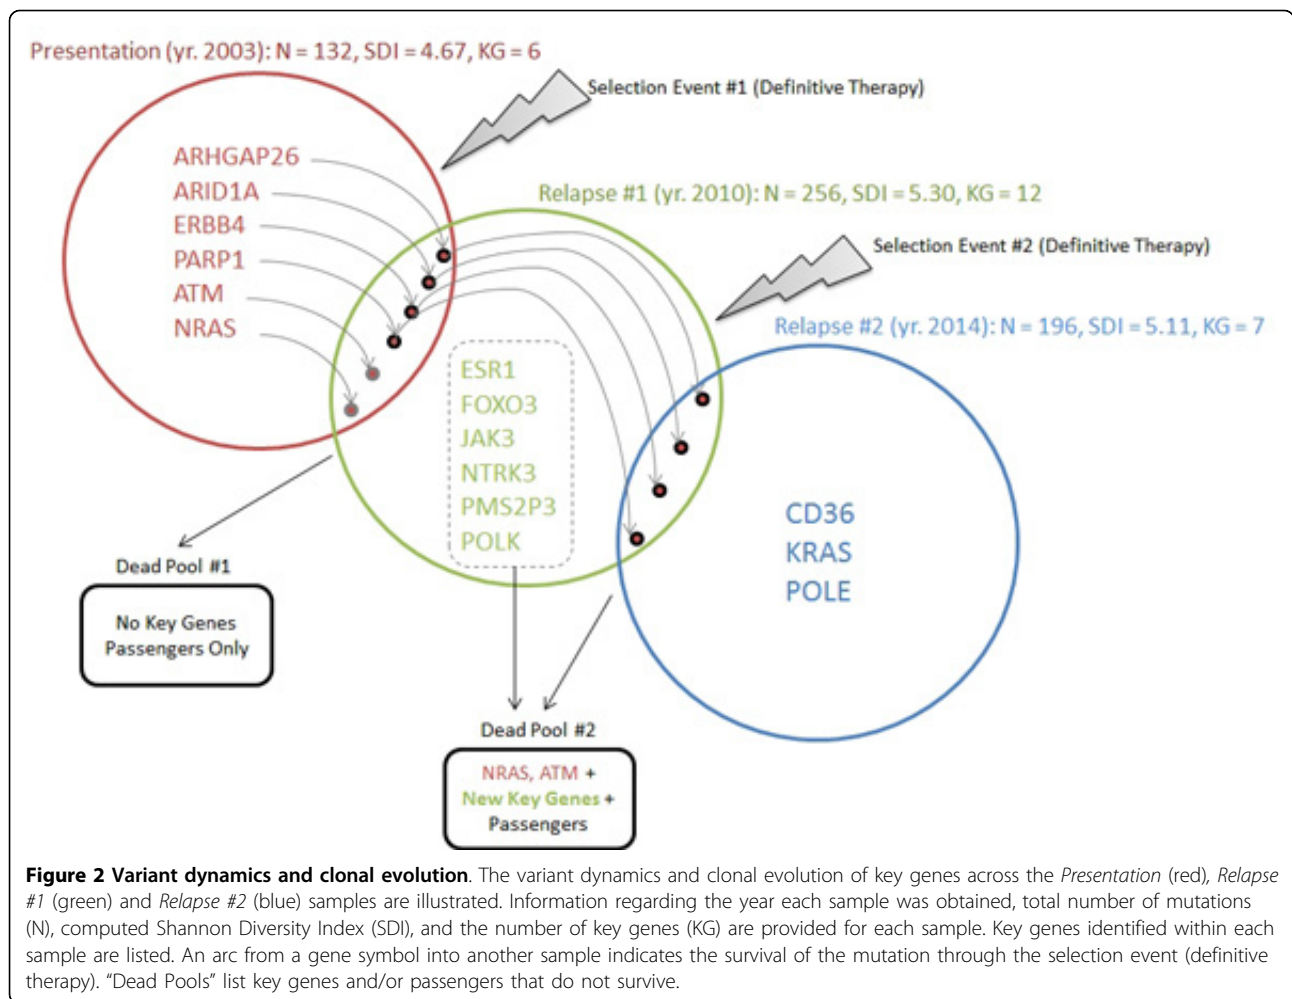 Presentation (yr. 2003): N = 132, SDI = 4.67, KG = 6
Selection Event #1 (Definitive Therapy)
ARHGAP26
ARID1A
ERBB4
PARP1
ATM
NRAS
Relapse #1 (yr. 2010): N = 256, SDI = 5.30, KG = 12
Selection Event #2 (Definitive Therapy)
Relapse #2 (yr. 2014): N = 196, SDI = 5.11, KG = 7
ESR1
FOXO3
JAK3
NTRK3
PMS2P3
POLK
CD36
KRAS
POLE
Dead Pool #1
No Key Genes
Passengers Only
Dead Pool #2
NRAS, ATM +
New Key Genes +
Passengers
Figure 2 Variant dynamics and clonal evolution. The variant dynamics and clonal evolution of key genes across the Presentation (red), Relapse
#1 (green) and Relapse #2 (blue) samples are illustrated. Information regarding the year each sample was obtained, total number of mutations
(N), computed Shannon Diversity Index (SDI), and the number of key genes (KG) are provided for each sample. Key genes identified within each
sample are listed. An arc from a gene symbol into another sample indicates the survival of the mutation through the selection event (definitive
therapy). “Dead Pools” list key genes and/or passengers that do not survive.